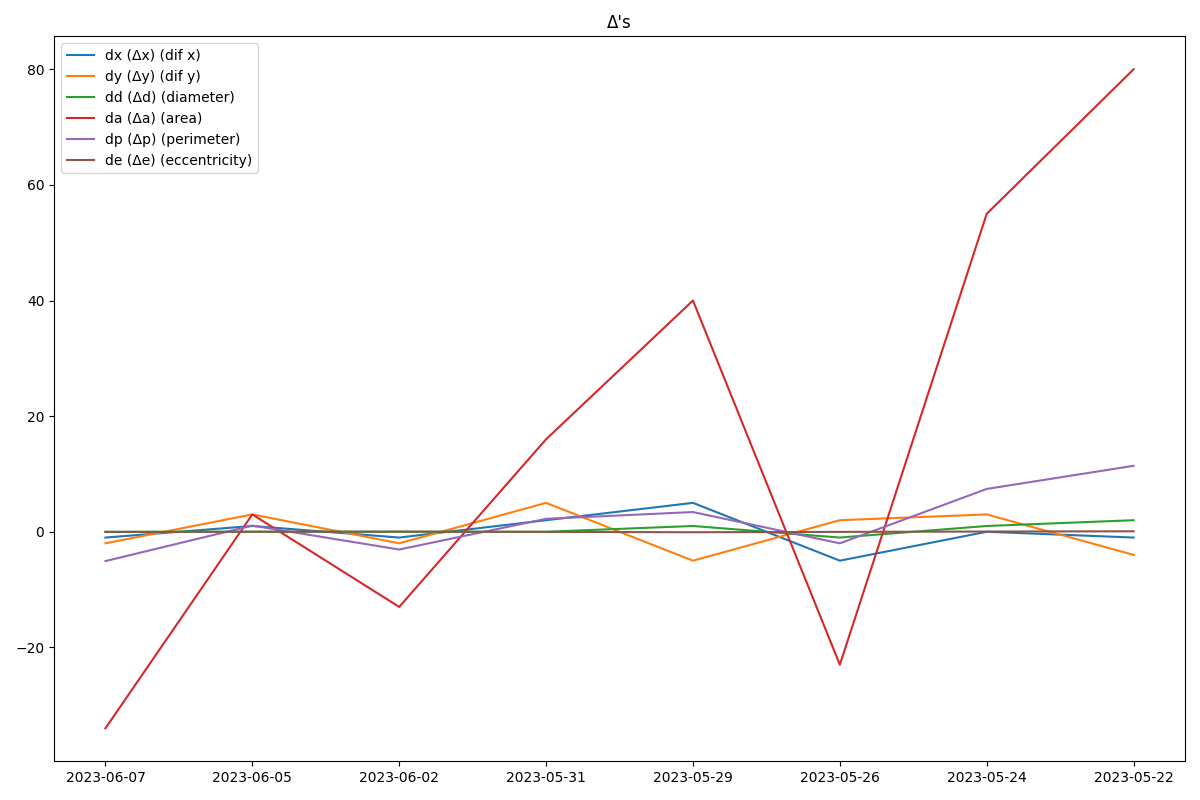 Δ's
dx (Δx) (dif x)
dy (Δy) (dif y)
dd (Δd) (diameter)
da (Δa) (area)
dp (Δp) (perimeter)
de (Δe) (eccentricity)
80
60
40
20
0
−20
2023-06-07 2023-06-05 2023-06-02 2023-05-31 2023-05-29 2023-05-26 2023-05-24 2023-05-22